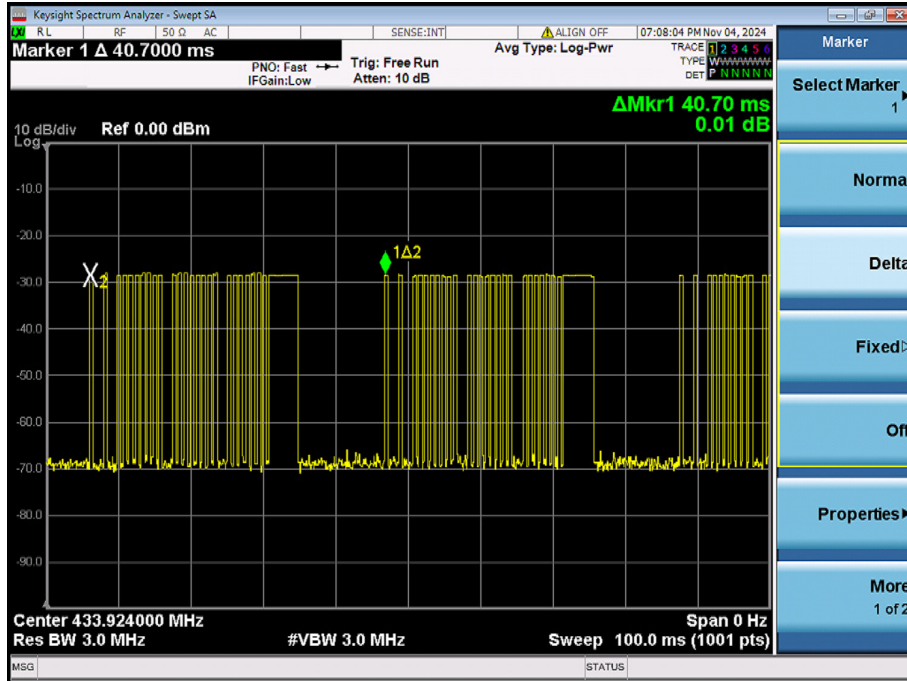 Keysight Spectrum Analyzer - Swept SA
RL RF 50 Ω AC SENSE:INT ALIGN OFF 07:08:04 PM Nov 04, 2024
Marker 1 Δ 40.7000 ms
PNO: Fast
IFGain:Low
Trig: Free Run
Atten: 10 dB
Avg Type: Log-Pwr
TRACE 1 2 3 4 5 6
TYPE WWWWWW
DET P N N N N N
ΔMkr1 40.70 ms
0.01 dB
10 dB/div Ref 0.00 dBm
Log
-10.0
-20.0
-30.0
-40.0
-50.0
-60.0
-70.0
-80.0
-90.0
X2
1Δ2
Center 433.924000 MHz
Span 0 Hz
Res BW 3.0 MHz
#VBW 3.0 MHz
Sweep 100.0 ms (1001 pts)
MSG
STATUS
Marker
Select Marker
1
Norma
Delta
Fixed
Off
Properties
More
1 of 2